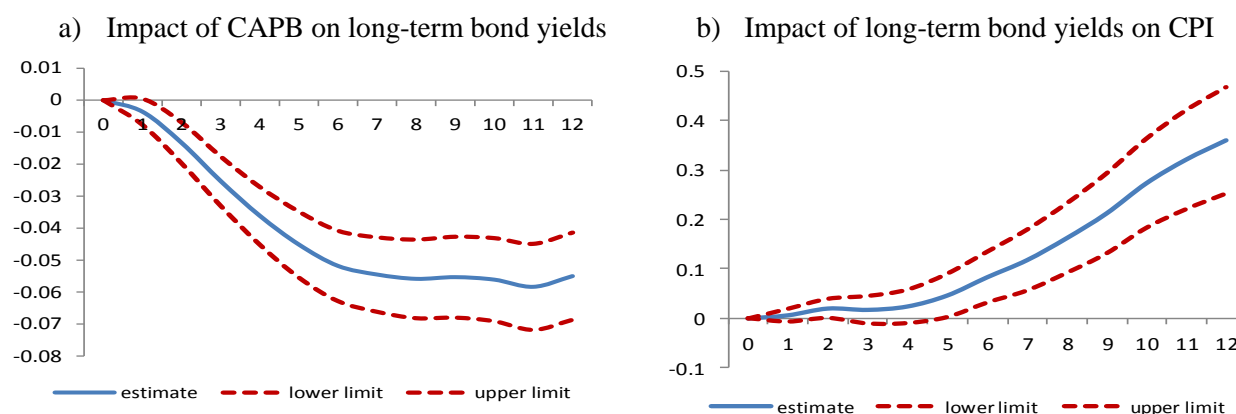 a) Impact of CAPB on long-term bond yields
0.01
0
-0.01
-0.02
-0.03
-0.04
-0.05
-0.06
-0.07
-0.08
0 1 2 3 4 5 6 7 8 9 10 11 12
estimate lower limit upper limit
b) Impact of long-term bond yields on CPI
0.5
0.4
0.3
0.2
0.1
0
-0.1
0 1 2 3 4 5 6 7 8 9 10 11 12
estimate lower limit upper limit